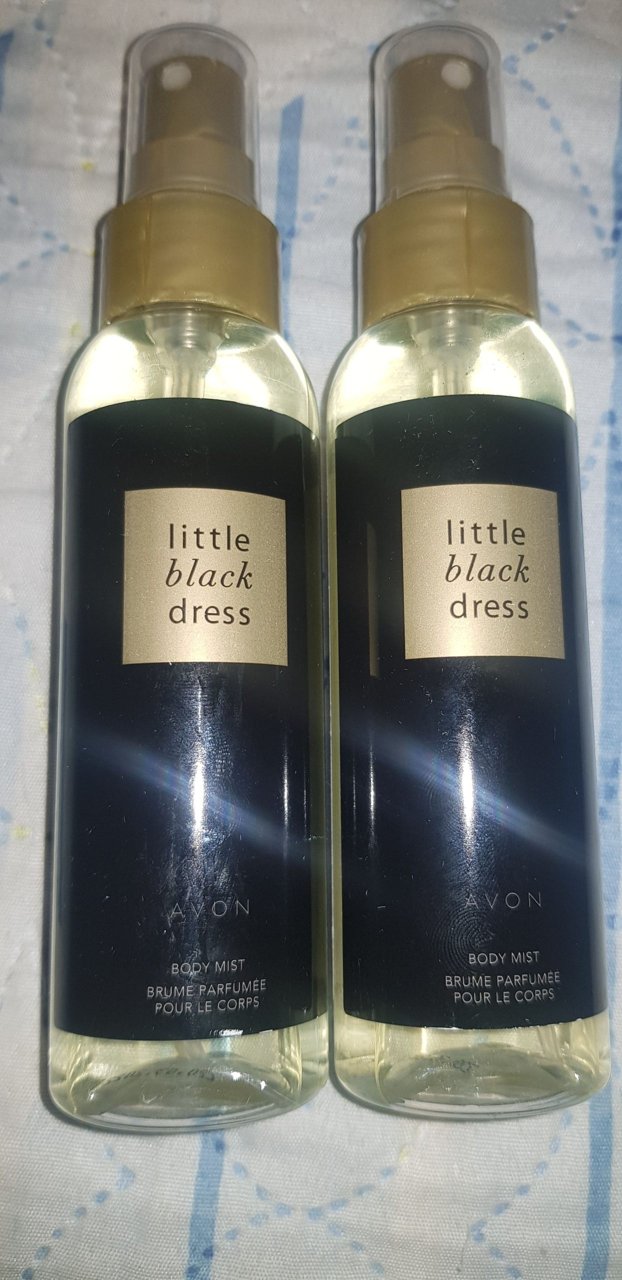 little
black
dress
AVON
BODY MIST
BRUME PARFUMÉE
POUR LE CORPS
little
black
dress
AVON
BODY MIST
BRUME PARFUMÉE
POUR LE CORPS